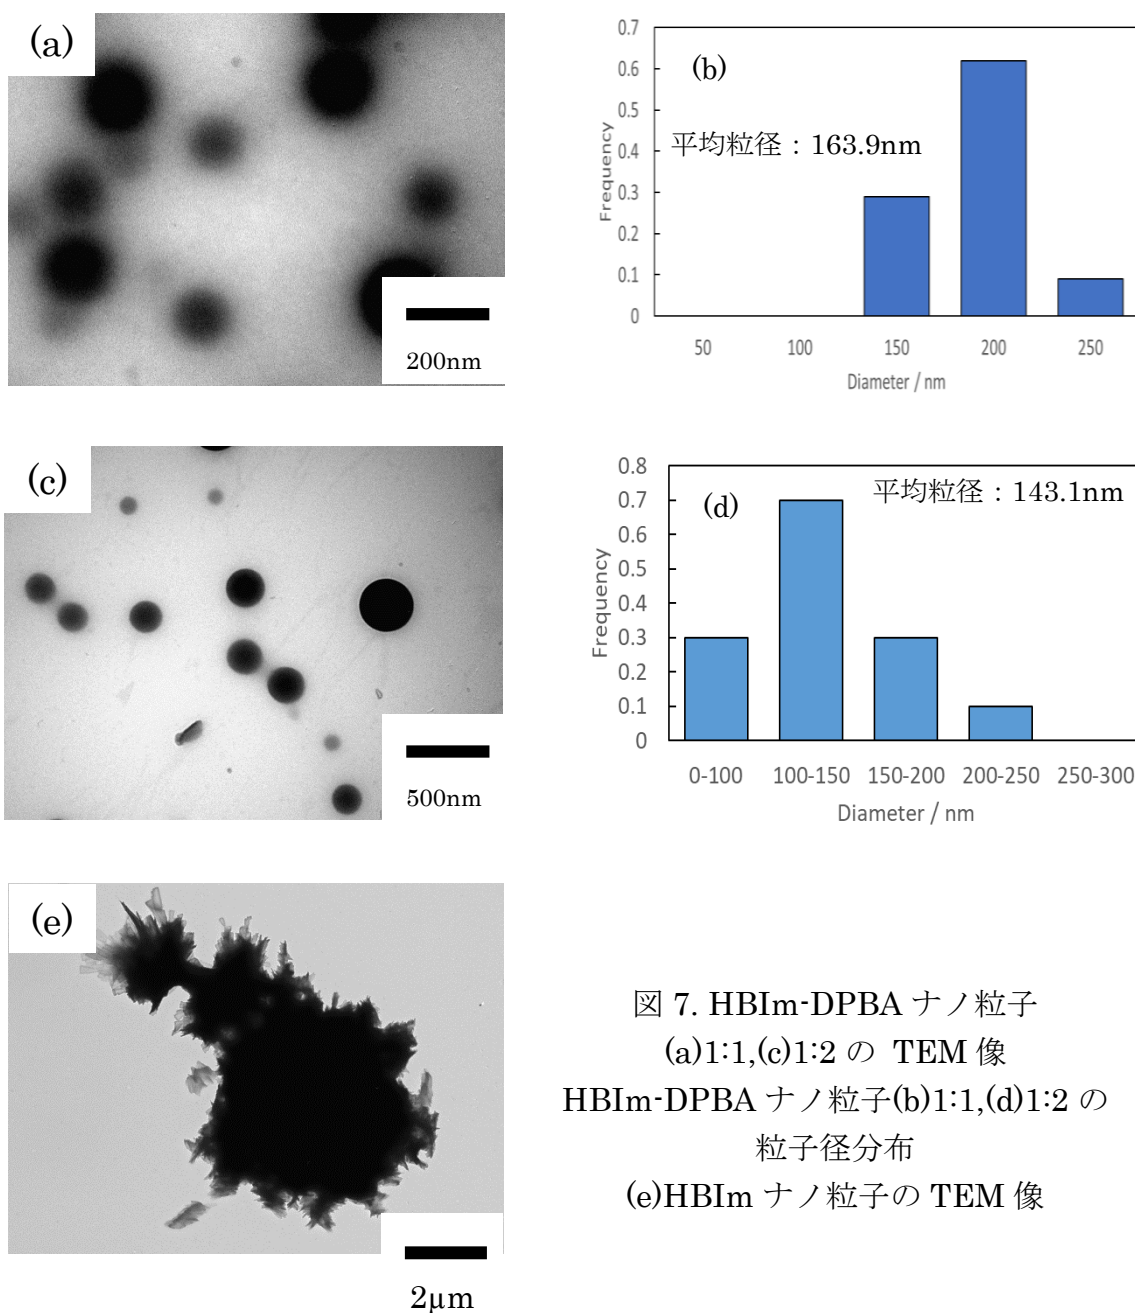 (a)
200nm
(b)
平均粒径：163.9nm
Frequency
0.7
0.6
0.5
0.4
0.3
0.2
0.1
0
50 100 150 200 250
Diameter / nm
(c)
500nm
(d)
平均粒径：143.1nm
Frequency
0.8
0.7
0.6
0.5
0.4
0.3
0.2
0.1
0
0-100 100-150 150-200 200-250 250-300
Diameter / nm
(e)
2μm
図 7. HBIm-DPBA ナノ粒子
(a)1:1,(c)1:2 の TEM 像
HBIm-DPBA ナノ粒子(b)1:1,(d)1:2 の
粒子径分布
(e)HBIm ナノ粒子の TEM 像